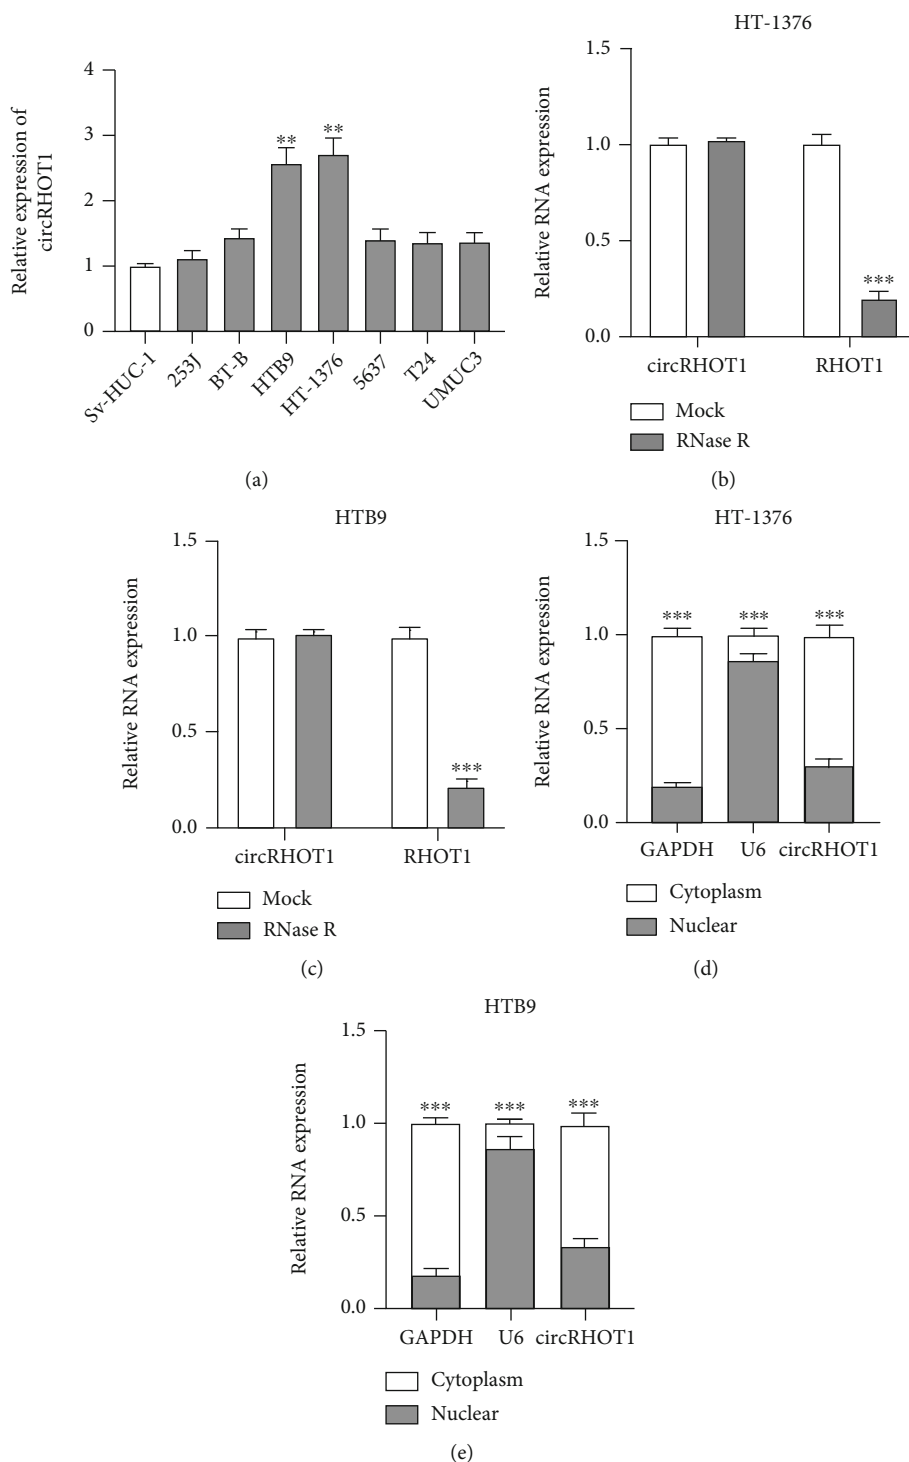 Relative expression of
circRHOT1
4
3
2
1
0
**
**
Sv-HUC-1
253J
BT-B
HTB9
HT-1376
5637
T24
UMUC3
(a)
HT-1376
Relative RNA expression
1.5
1.0
0.5
0.0
***
circRHOT1
RHOT1
Mock
RNase R
(b)
HTB9
Relative RNA expression
1.5
1.0
0.5
0.0
***
circRHOT1
RHOT1
Mock
RNase R
(c)
HT-1376
Relative RNA expression
1.5
1.0
0.5
0.0
***
***
***
GAPDH
U6
circRHOT1
Cytoplasm
Nuclear
(d)
HTB9
Relative RNA expression
1.5
1.0
0.5
0.0
***
***
***
GAPDH
U6
circRHOT1
Cytoplasm
Nuclear
(e)